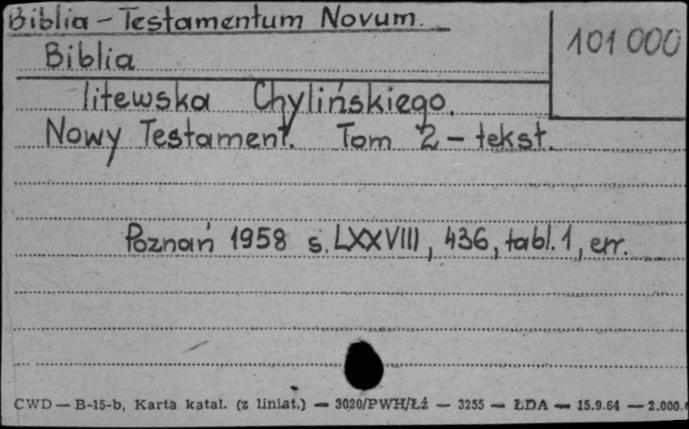 Biblia - Testamentum Novum.
101 000
Biblia
litewska Chylińskiego.
Nowy Testament. Tom 2 - tekst.
Poznań 1958 s. LXXVIII, 436, tabl. 1, err.
CWD — B-15-b, Karta katal. (z liniat.) — 3020/PWH/Łź — 3255 — ŁDA — 15.9.64 — 2.000.